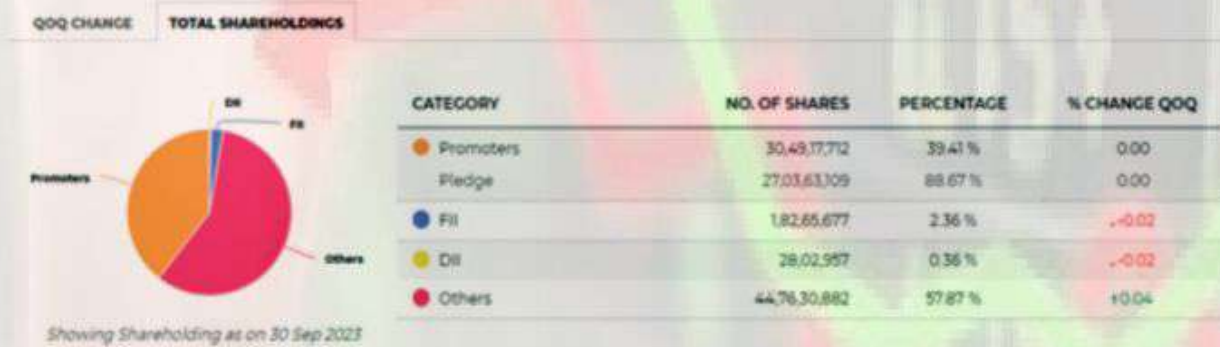 QOQ CHANGE TOTAL SHAREHOLDINGS
DII
FII
Promoters
Others
CATEGORY NO. OF SHARES PERCENTAGE % CHANGE QOQ
Promoters 30,49,17,712 39.41 % 0.00
Pledge 27,03,63,109 88.67 % 0.00
FII 1,82,65,677 2.36 % -0.02
DII 28,02,957 0.36 % -0.02
Others 44,76,30,882 57.87 % +0.04
Showing Shareholding as on 30 Sep 2023